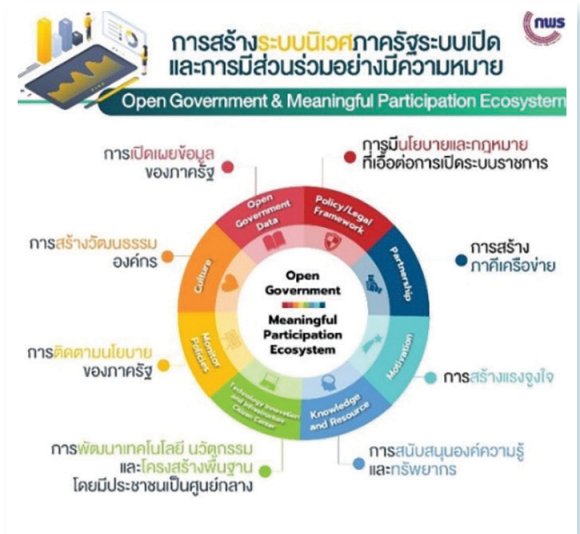 กพร
การสร้างระบบนิเวศภาครัฐระบบเปิด
และการมีส่วนร่วมอย่างมีความหมาย
Open Government & Meaningful Participation Ecosystem
การเปิดเผยข้อมูล
ของภาครัฐ
การมีนโยบายและกฎหมาย
ที่เอื้อต่อการเปิดระบบราชการ
Open
Government
Data
Policy/Legal
Framework
การสร้างวัฒนธรรม
องค์กร
Culture
Partnership
การสร้าง
ภาคีเครือข่าย
Open
Government
Meaningful
Participation
Ecosystem
การติดตามนโยบาย
ของภาครัฐ
Monitor
Policies
Motivation
การสร้างแรงจูงใจ
Technology Innovation
and Infrastructure
Citizen Center
Knowledge
and Resource
การพัฒนาเทคโนโลยี นวัตกรรม
และโครงสร้างพื้นฐาน
โดยมีประชาชนเป็นศูนย์กลาง
การสนับสนุนองค์ความรู้
และทรัพยากร